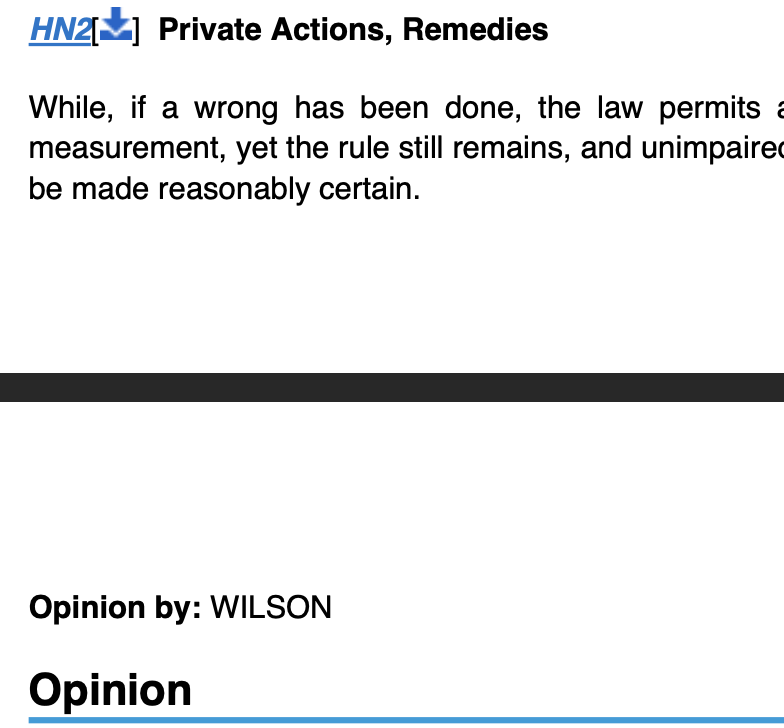 HN2[ ] Private Actions, Remedies
While, if a wrong has been done, the law permits
measurement, yet the rule still remains, and
be made reasonably certain.
Opinion by: WILSON
Opinion